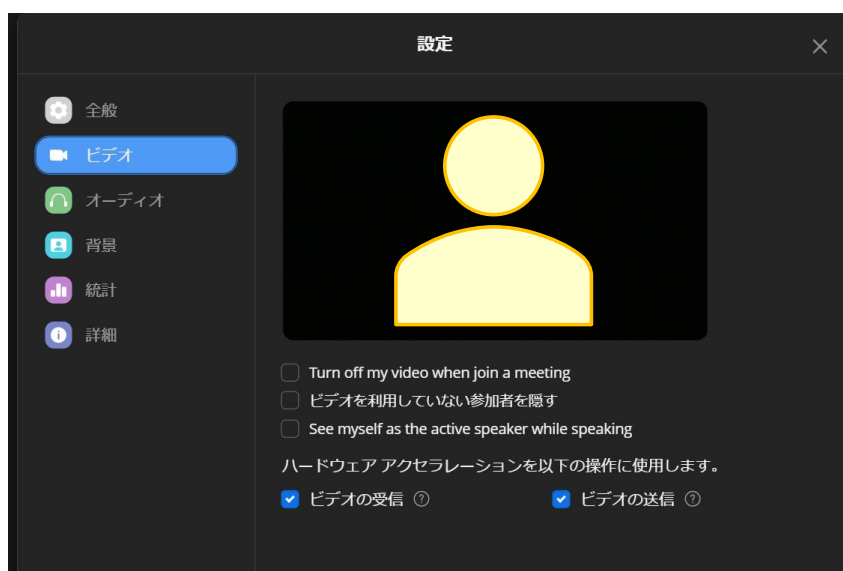 設定
全般
ビデオ
オーディオ
背景
統計
詳細
Turn off my video when join a meeting
ビデオを利用していない参加者を隠す
See myself as the active speaker while speaking
ハードウェア アクセラレーションを以下の操作に使用します。
ビデオの受信 ビデオの送信